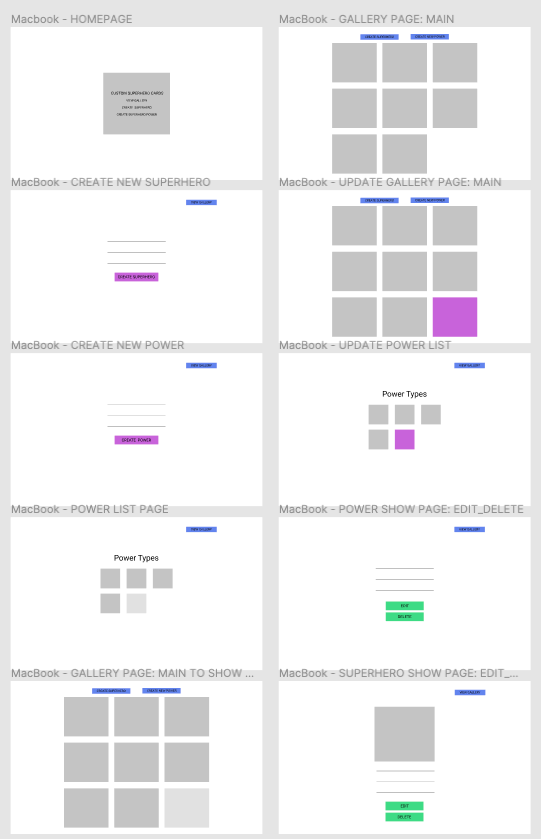 Macbook - HOMEPAGE
MacBook - GALLERY PAGE: MAIN
CREATE SUPERHERO
CREATE NEW POWER
CUSTOM SUPERHERO CARDS
VIEW GALLERY
CREATE SUPERHERO
CREATE SUPERHERO POWER
MacBook - CREATE NEW SUPERHERO
MacBook - UPDATE GALLERY PAGE: MAIN
VIEW GALLERY
CREATE SUPERHERO
CREATE NEW POWER
CREATE SUPERHERO
MacBook - CREATE NEW POWER
MacBook - UPDATE POWER LIST
VIEW GALLERY
VIEW GALLERY
Power Types
CREATE POWER
MacBook - POWER LIST PAGE
MacBook - POWER SHOW PAGE: EDIT_DELETE
VIEW GALLERY
VIEW GALLERY
Power Types
EDIT
DELETE
MacBook - GALLERY PAGE: MAIN TO SHOW ...
MacBook - SUPERHERO SHOW PAGE: EDIT_...
CREATE SUPERHERO
CREATE NEW POWER
VIEW GALLERY
EDIT
DELETE